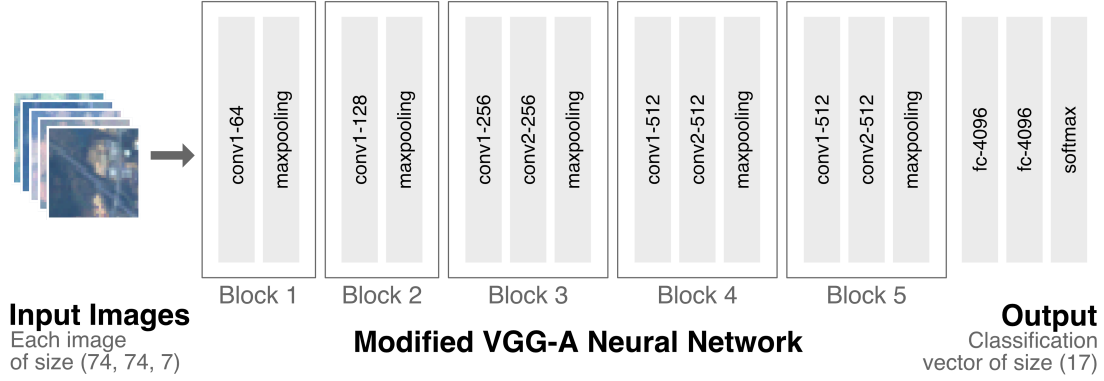 conv1-64
maxpooling
conv1-128
maxpooling
conv1-256
conv2-256
maxpooling
conv1-512
conv2-512
maxpooling
conv1-512
conv2-512
maxpooling
fc-4096
fc-4096
softmax
Block 1
Block 2
Block 3
Block 4
Block 5
Input Images
Each image
of size (74, 74, 7)
Modified VGG-A Neural Network
Output
Classification
vector of size (17)